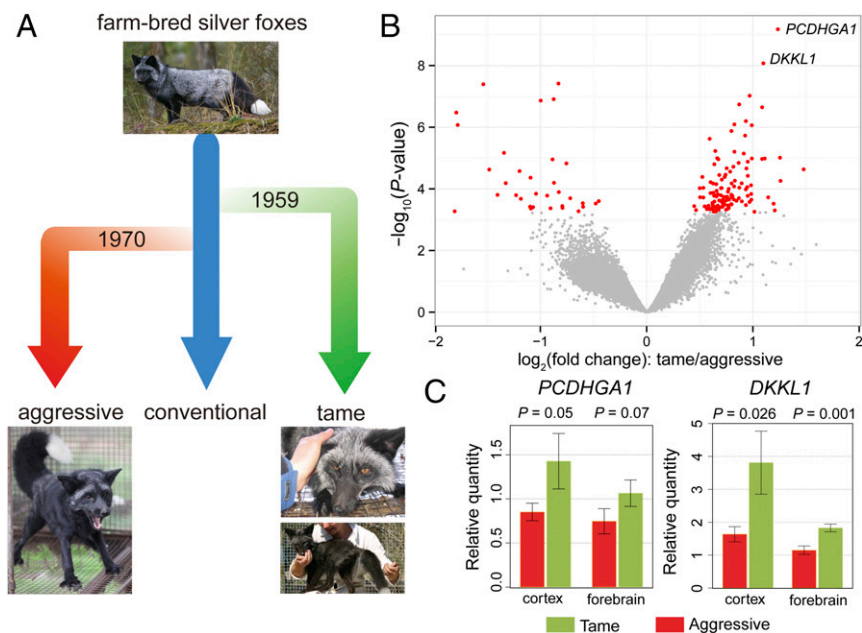 A
farm-bred silver foxes
1959
1970
aggressive
conventional
tame
B
PCDHGA1
DKKL1
8
6
4
2
0
−log10(P-value)
−2
−1
0
1
2
log2(fold change): tame/aggressive
C
PCDHGA1
P = 0.05
P = 0.07
Relative quantity
1.5
1.0
0.5
0.0
cortex
forebrain
DKKL1
P = 0.026
P = 0.001
Relative quantity
5
4
3
2
1
0
cortex
forebrain
Tame
Aggressive